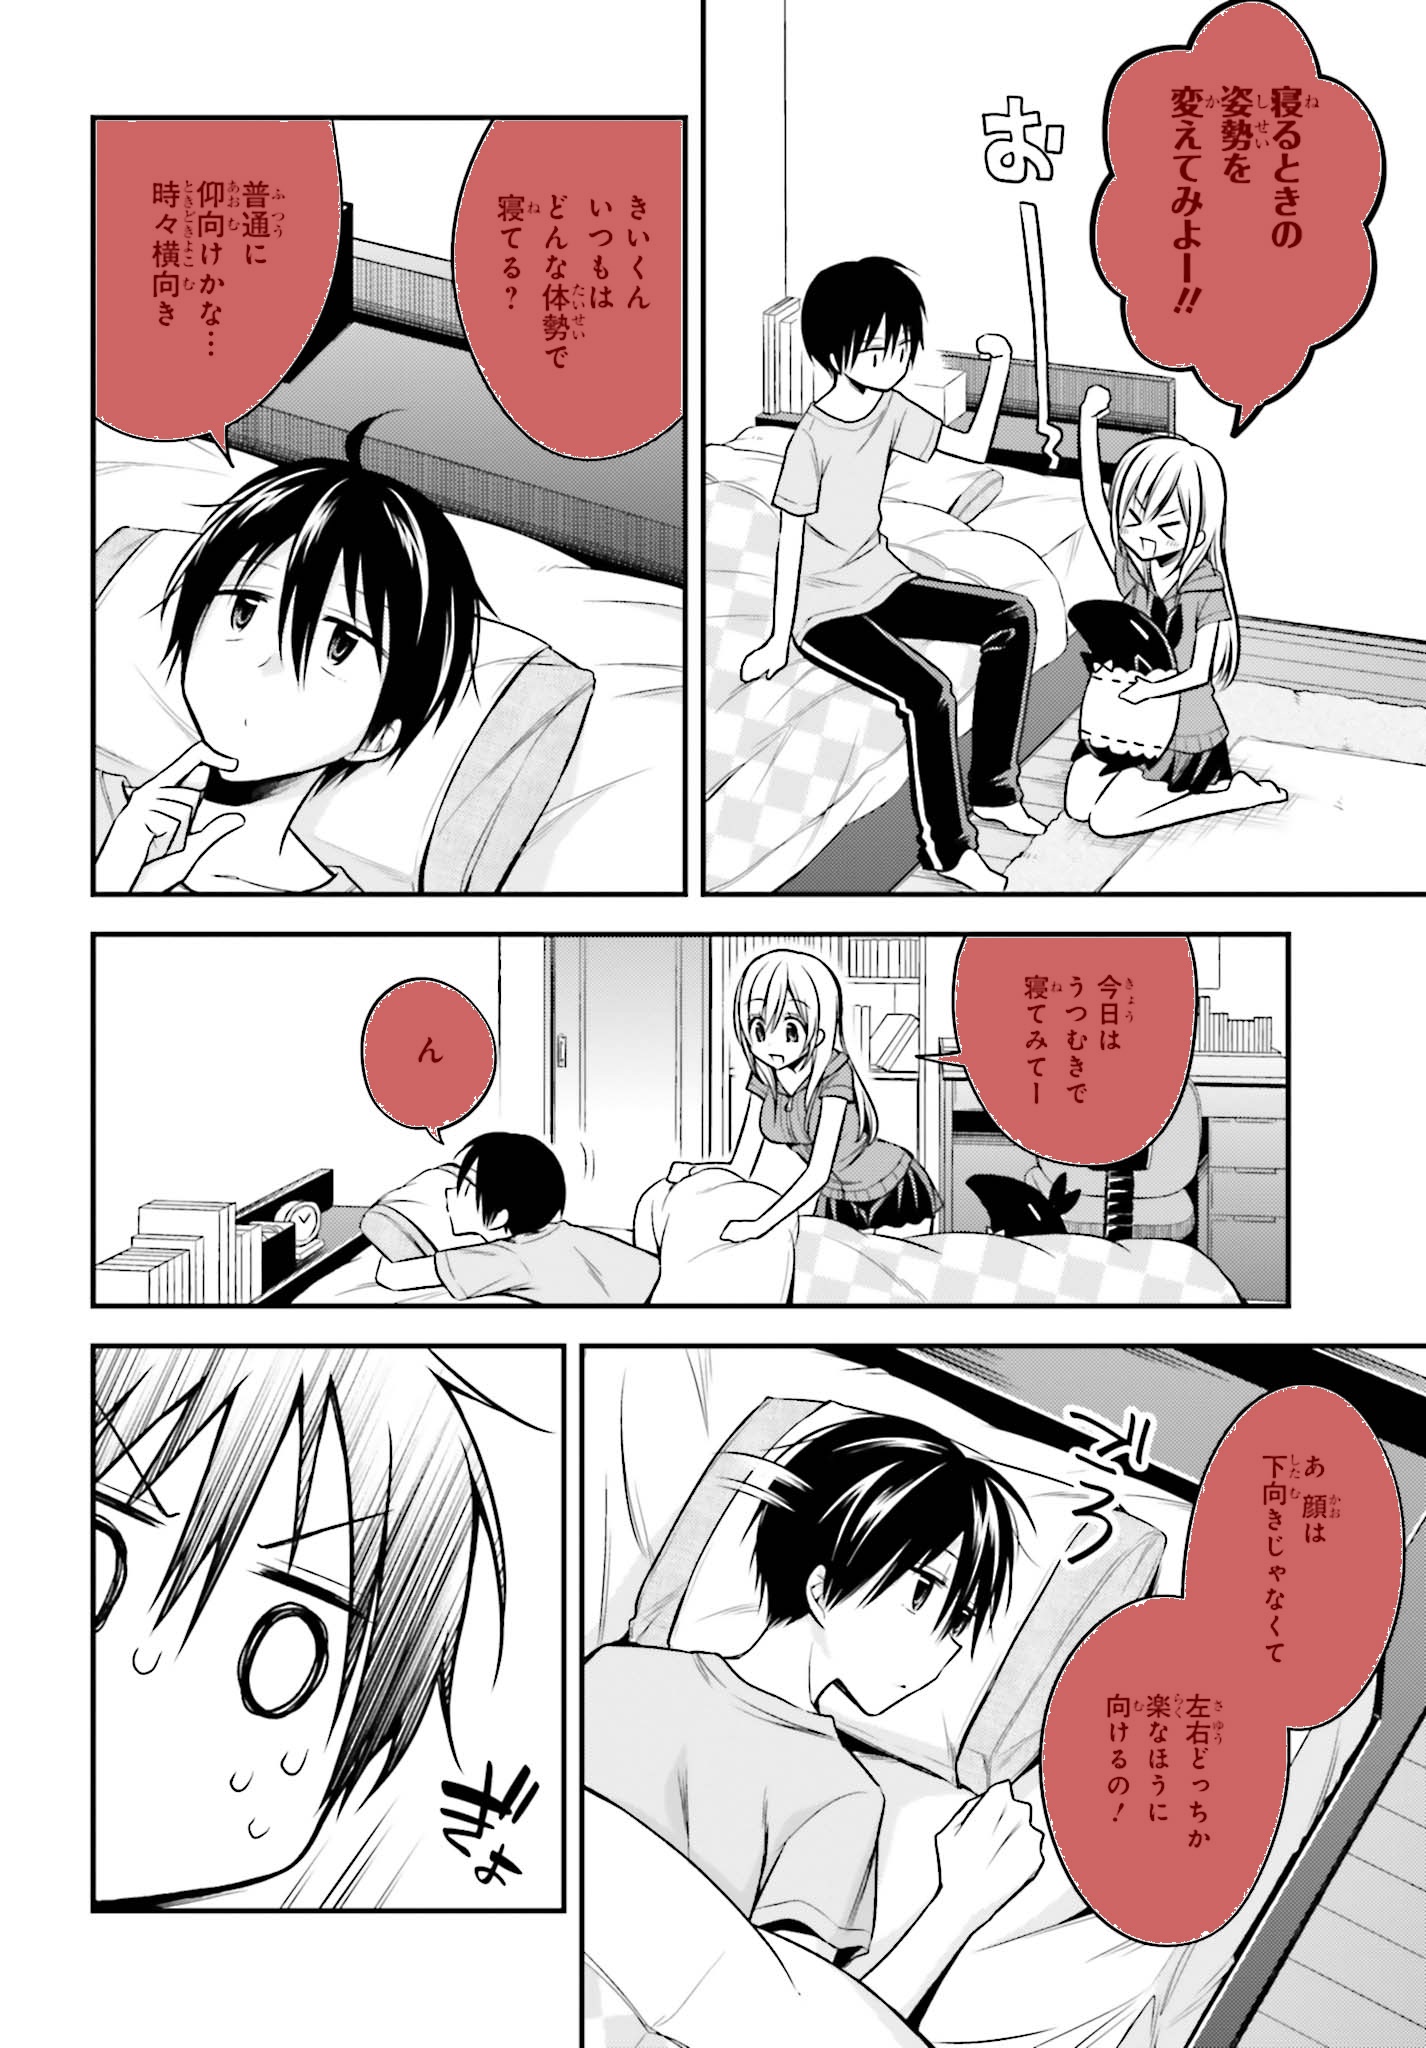 寝るときの
姿勢を
変えてみよー!!
お
きいくん
いつもは
どんな体勢で
寝てる?
普通に
仰向けかな…
時々横向き
今日は
うつむきで
寝てみてー
ん
あ 顔は
下向きじゃなくて
左右どっちか
楽なほうに
向けるの!
ごろ
ぎょ